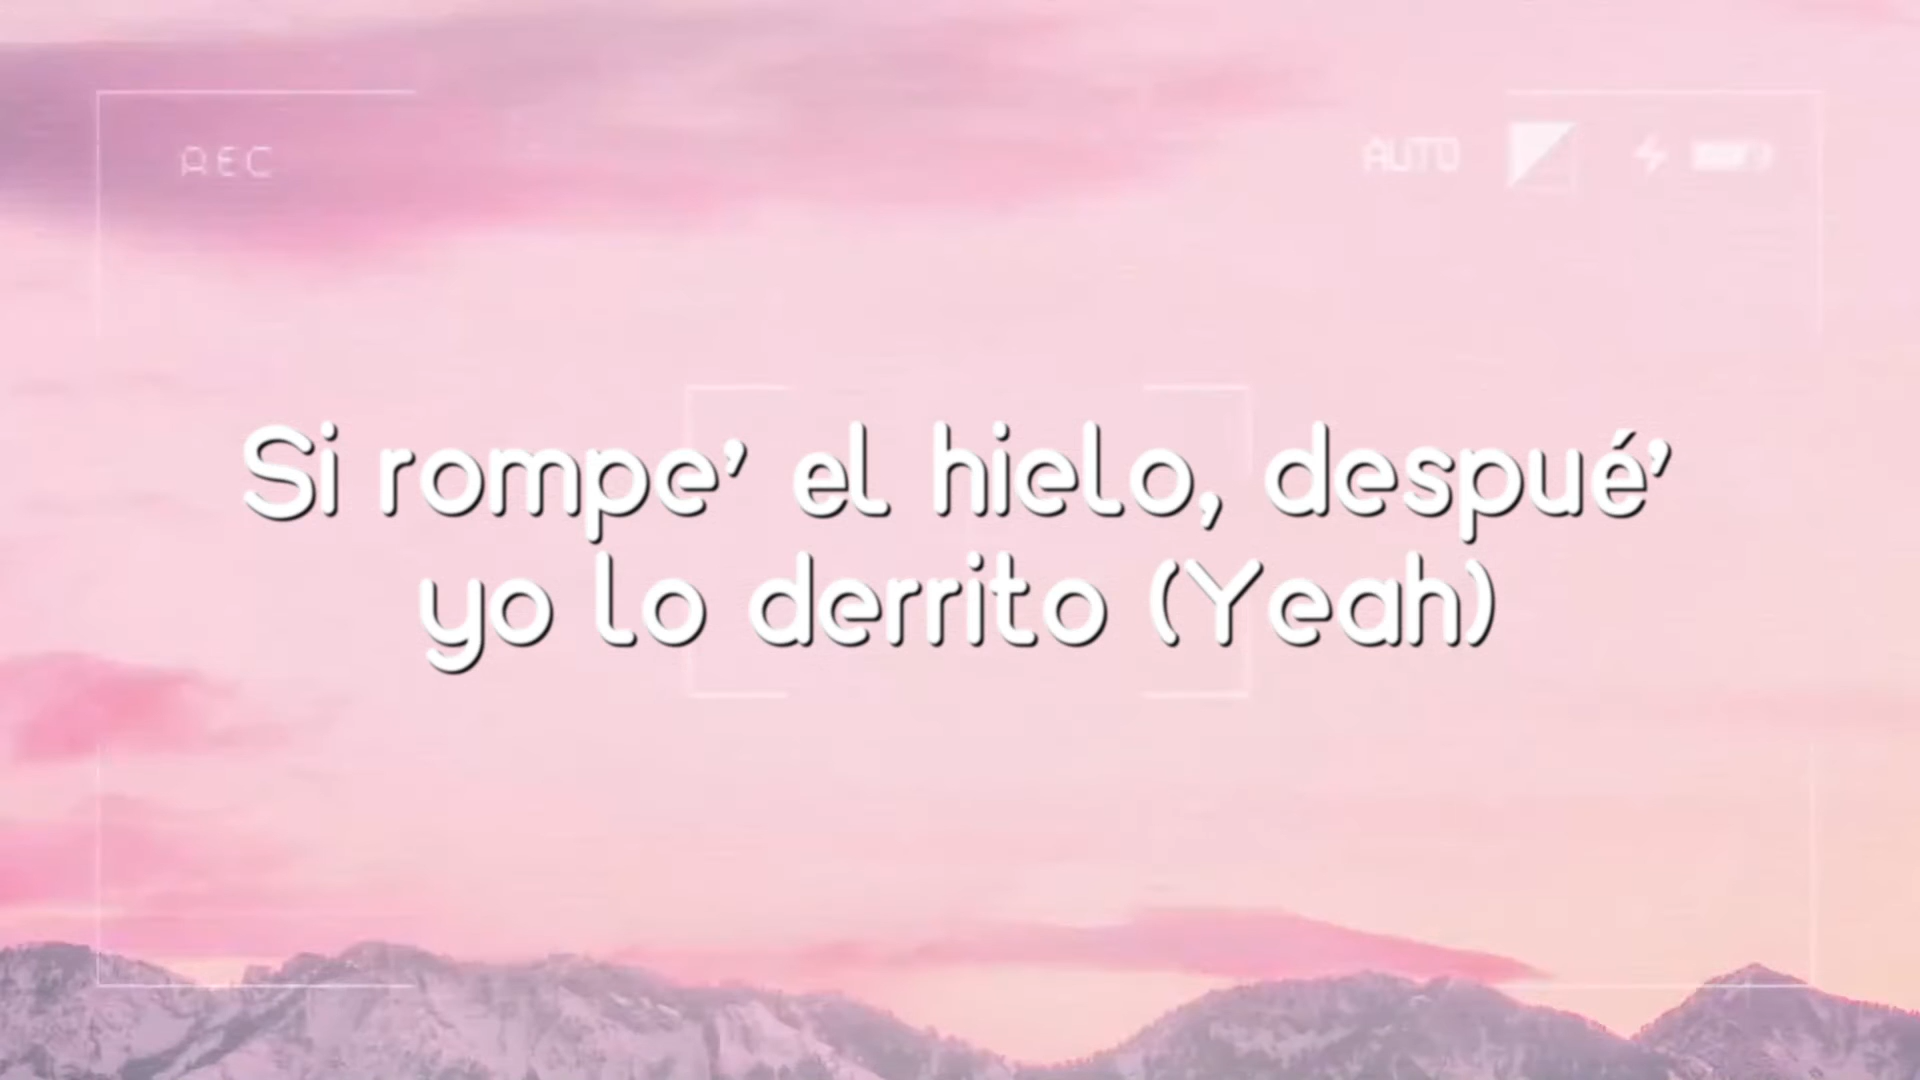 REC
AUTO
Si rompe' el hielo, despué'
yo lo derrito (Yeah)